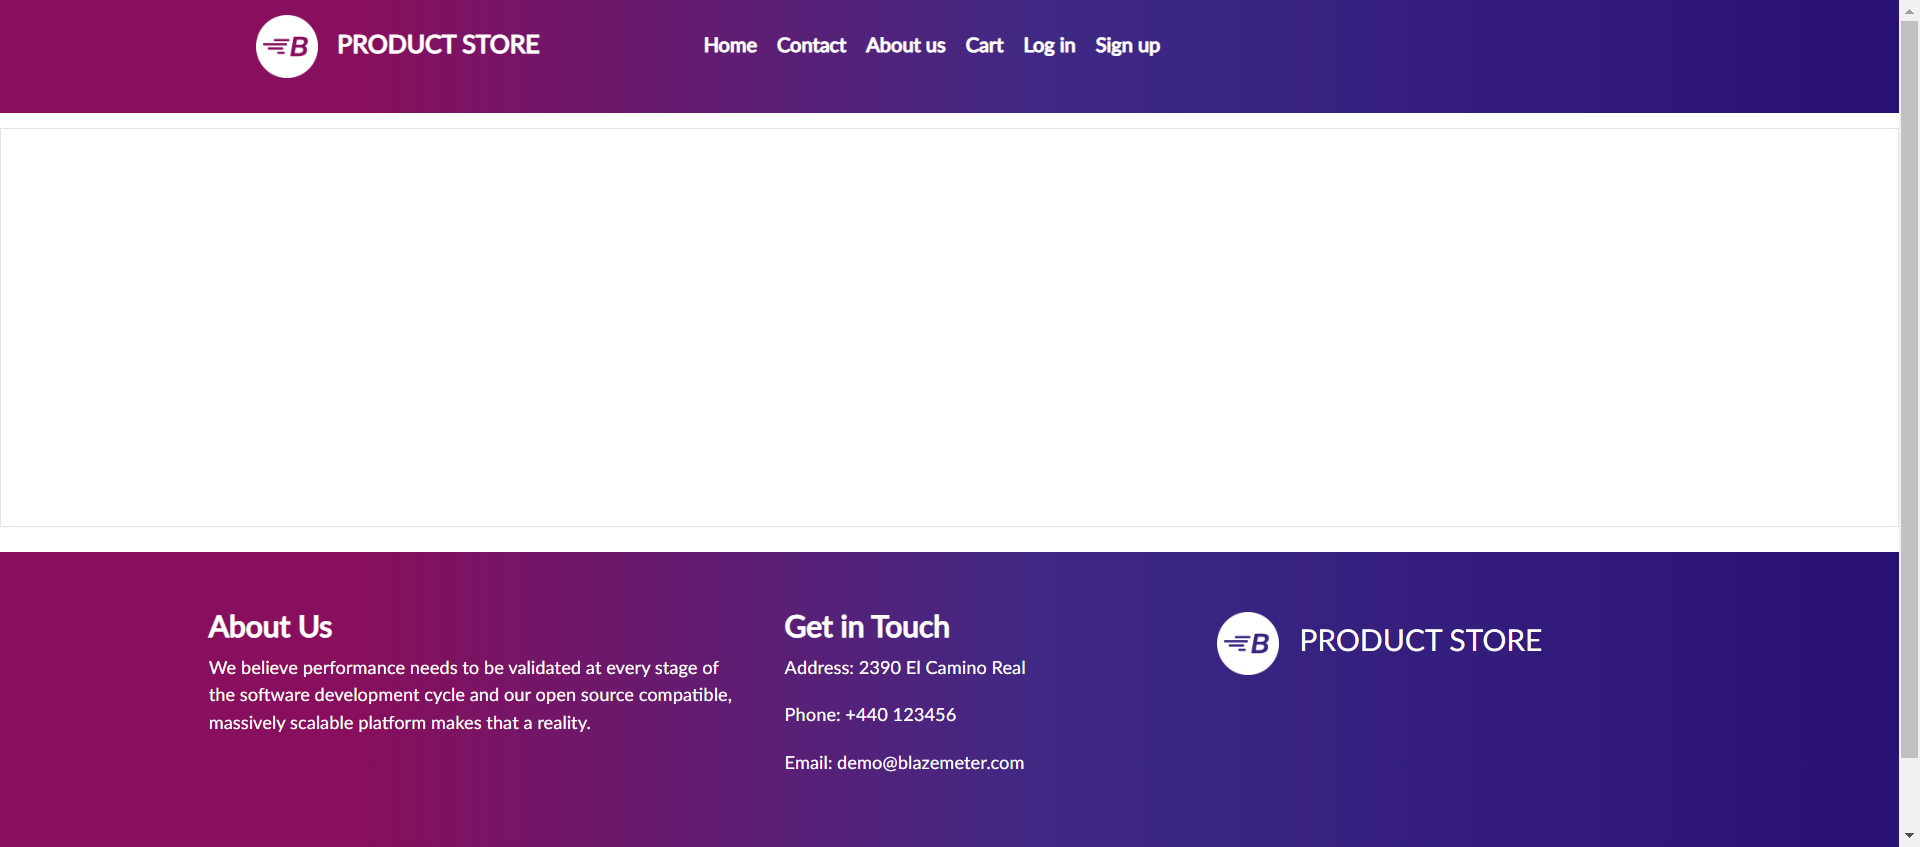 B PRODUCT STORE
Home Contact About us Cart Log in Sign up
About Us
We believe performance needs to be validated at every stage of
the software development cycle and our open source compatible,
massively scalable platform makes that a reality.
Get in Touch
Address: 2390 El Camino Real
Phone: +440 123456
Email: demo@blazemeter.com
B PRODUCT STORE